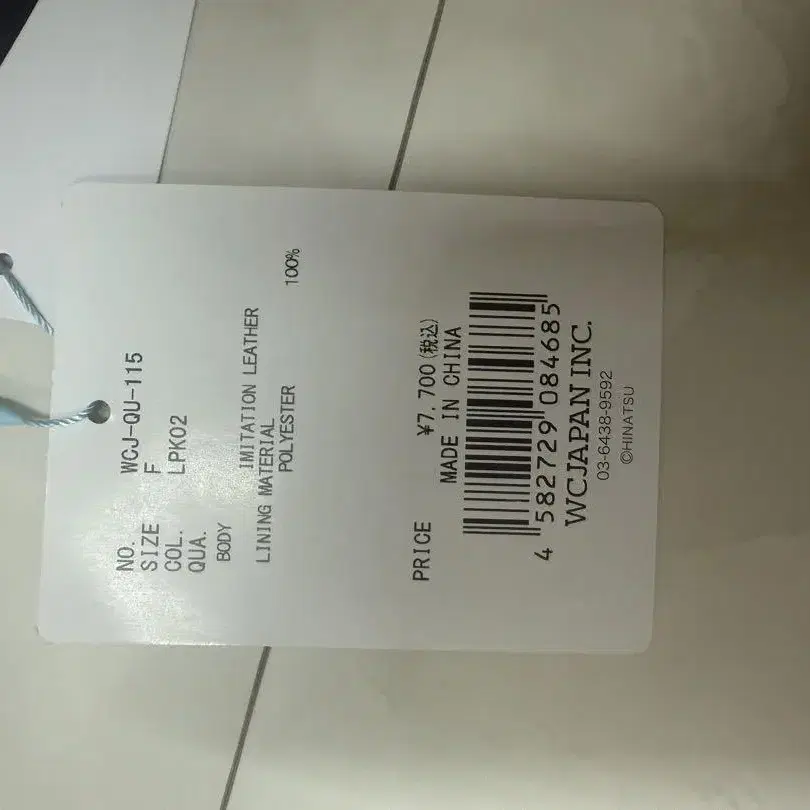 NO. WCJ-QU-115
SIZE F
COL. LPK02
QUA.
BODY
IMITATION LEATHER
LINING MATERIAL
POLYESTER 100%
PRICE ¥7,700(税込)
MADE IN CHINA
4 582729 084685
WCJAPAN INC.
03-6438-9592
©HINATSU